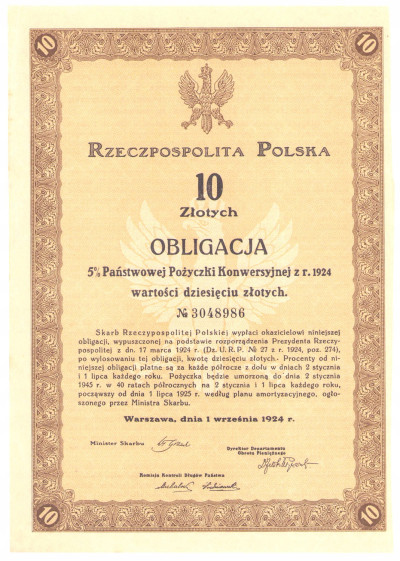 10 10
RZECZPOSPOLITA POLSKA
10
ZŁOTYCH
OBLIGACJA
5% Państwowej Pożyczki Konwersyjnej z r. 1924
wartości dziesięciu złotych.
№ 3048986
Skarb Rzeczypospolitej Polskiej wypłaci okazicielowi niniejszej
obligacji, wypuszczonej na podstawie rozporządzenia Prezydenta Rzeczy-
pospolitej z dn. 17 marca 1924 r. (Dz. U. R. P. № 27 z r. 1924, poz. 274),
po wylosowaniu tej obligacji, kwotę dziesięciu złotych.- Procenty od ni-
niejszej obligacji płatne są za każde półrocze z dołu w dniach 2 stycznia
i 1 lipca każdego roku. Pożyczka będzie umorzoną do dnia 2 stycznia
1945 r. w 40 ratach półrocznych na 2 stycznia i 1 lipca każdego roku,
począwszy od dnia 1 lipca 1925 r. według planu amortyzacyjnego, ogło-
szonego przez Ministra Skarbu.
Warszawa, dnia 1 września 1924 r.
Minister Skarbu
Dyrektor Departamentu
Obrotu Pieniężnego
Komisja Kontroli Długów Państwa
10 10